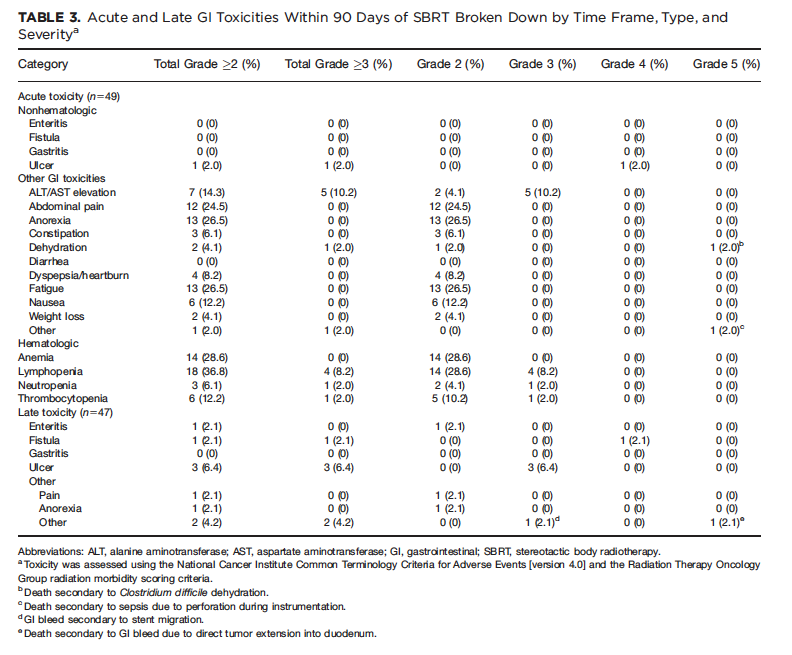 TABLE 3. Acute and Late GI Toxicities Within 90 Days of SBRT Broken Down by Time Frame, Type, and
Severityª
Category Total Grade ≥2 (%) Total Grade ≥3 (%) Grade 2 (%) Grade 3 (%) Grade 4 (%) Grade 5 (%)
Acute toxicity (n=49)
Nonhematologic
Enteritis 0 (0) 0 (0) 0 (0) 0 (0) 0 (0) 0 (0)
Fistula 0 (0) 0 (0) 0 (0) 0 (0) 0 (0) 0 (0)
Gastritis 0 (0) 0 (0) 0 (0) 0 (0) 0 (0) 0 (0)
Ulcer 1 (2.0) 1 (2.0) 0 (0) 0 (0) 1 (2.0) 0 (0)
Other GI toxicities
ALT/AST elevation 7 (14.3) 5 (10.2) 2 (4.1) 5 (10.2) 0 (0) 0 (0)
Abdominal pain 12 (24.5) 0 (0) 12 (24.5) 0 (0) 0 (0) 0 (0)
Anorexia 13 (26.5) 0 (0) 13 (26.5) 0 (0) 0 (0) 0 (0)
Constipation 3 (6.1) 0 (0) 3 (6.1) 0 (0) 0 (0) 0 (0)
Dehydration 2 (4.1) 1 (2.0) 1 (2.0) 0 (0) 0 (0) 1 (2.0)b
Diarrhea 0 (0) 0 (0) 0 (0) 0 (0) 0 (0) 0 (0)
Dyspepsia/heartburn 4 (8.2) 0 (0) 4 (8.2) 0 (0) 0 (0) 0 (0)
Fatigue 13 (26.5) 0 (0) 13 (26.5) 0 (0) 0 (0) 0 (0)
Nausea 6 (12.2) 0 (0) 6 (12.2) 0 (0) 0 (0) 0 (0)
Weight loss 2 (4.1) 0 (0) 2 (4.1) 0 (0) 0 (0) 0 (0)
Other 1 (2.0) 1 (2.0) 0 (0) 0 (0) 0 (0) 1 (2.0)c
Hematologic
Anemia 14 (28.6) 0 (0) 14 (28.6) 0 (0) 0 (0) 0 (0)
Lymphopenia 18 (36.8) 4 (8.2) 14 (28.6) 4 (8.2) 0 (0) 0 (0)
Neutropenia 3 (6.1) 1 (2.0) 2 (4.1) 1 (2.0) 0 (0) 0 (0)
Thrombocytopenia 6 (12.2) 1 (2.0) 5 (10.2) 1 (2.0) 0 (0) 0 (0)
Late toxicity (n=47)
Enteritis 1 (2.1) 0 (0) 1 (2.1) 0 (0) 0 (0) 0 (0)
Fistula 1 (2.1) 1 (2.1) 0 (0) 0 (0) 1 (2.1) 0 (0)
Gastritis 0 (0) 0 (0) 0 (0) 0 (0) 0 (0) 0 (0)
Ulcer 3 (6.4) 3 (6.4) 0 (0) 3 (6.4) 0 (0) 0 (0)
Other
Pain 1 (2.1) 0 (0) 1 (2.1) 0 (0) 0 (0) 0 (0)
Anorexia 1 (2.1) 0 (0) 1 (2.1) 0 (0) 0 (0) 0 (0)
Other 2 (4.2) 2 (4.2) 0 (0) 1 (2.1)d 0 (0) 1 (2.1)e
Abbreviations: ALT, alanine aminotransferase; AST, aspartate aminotransferase; GI, gastrointestinal; SBRT, stereotactic body radiotherapy.
ª Toxicity was assessed using the National Cancer Institute Common Terminology Criteria for Adverse Events [version 4.0] and the Radiation Therapy Oncology
Group radiation morbidity scoring criteria.
b Death secondary to Clostridium difficile dehydration.
c Death secondary to sepsis due to perforation during instrumentation.
d GI bleed secondary to stent migration.
e Death secondary to GI bleed due to direct tumor extension into duodenum.